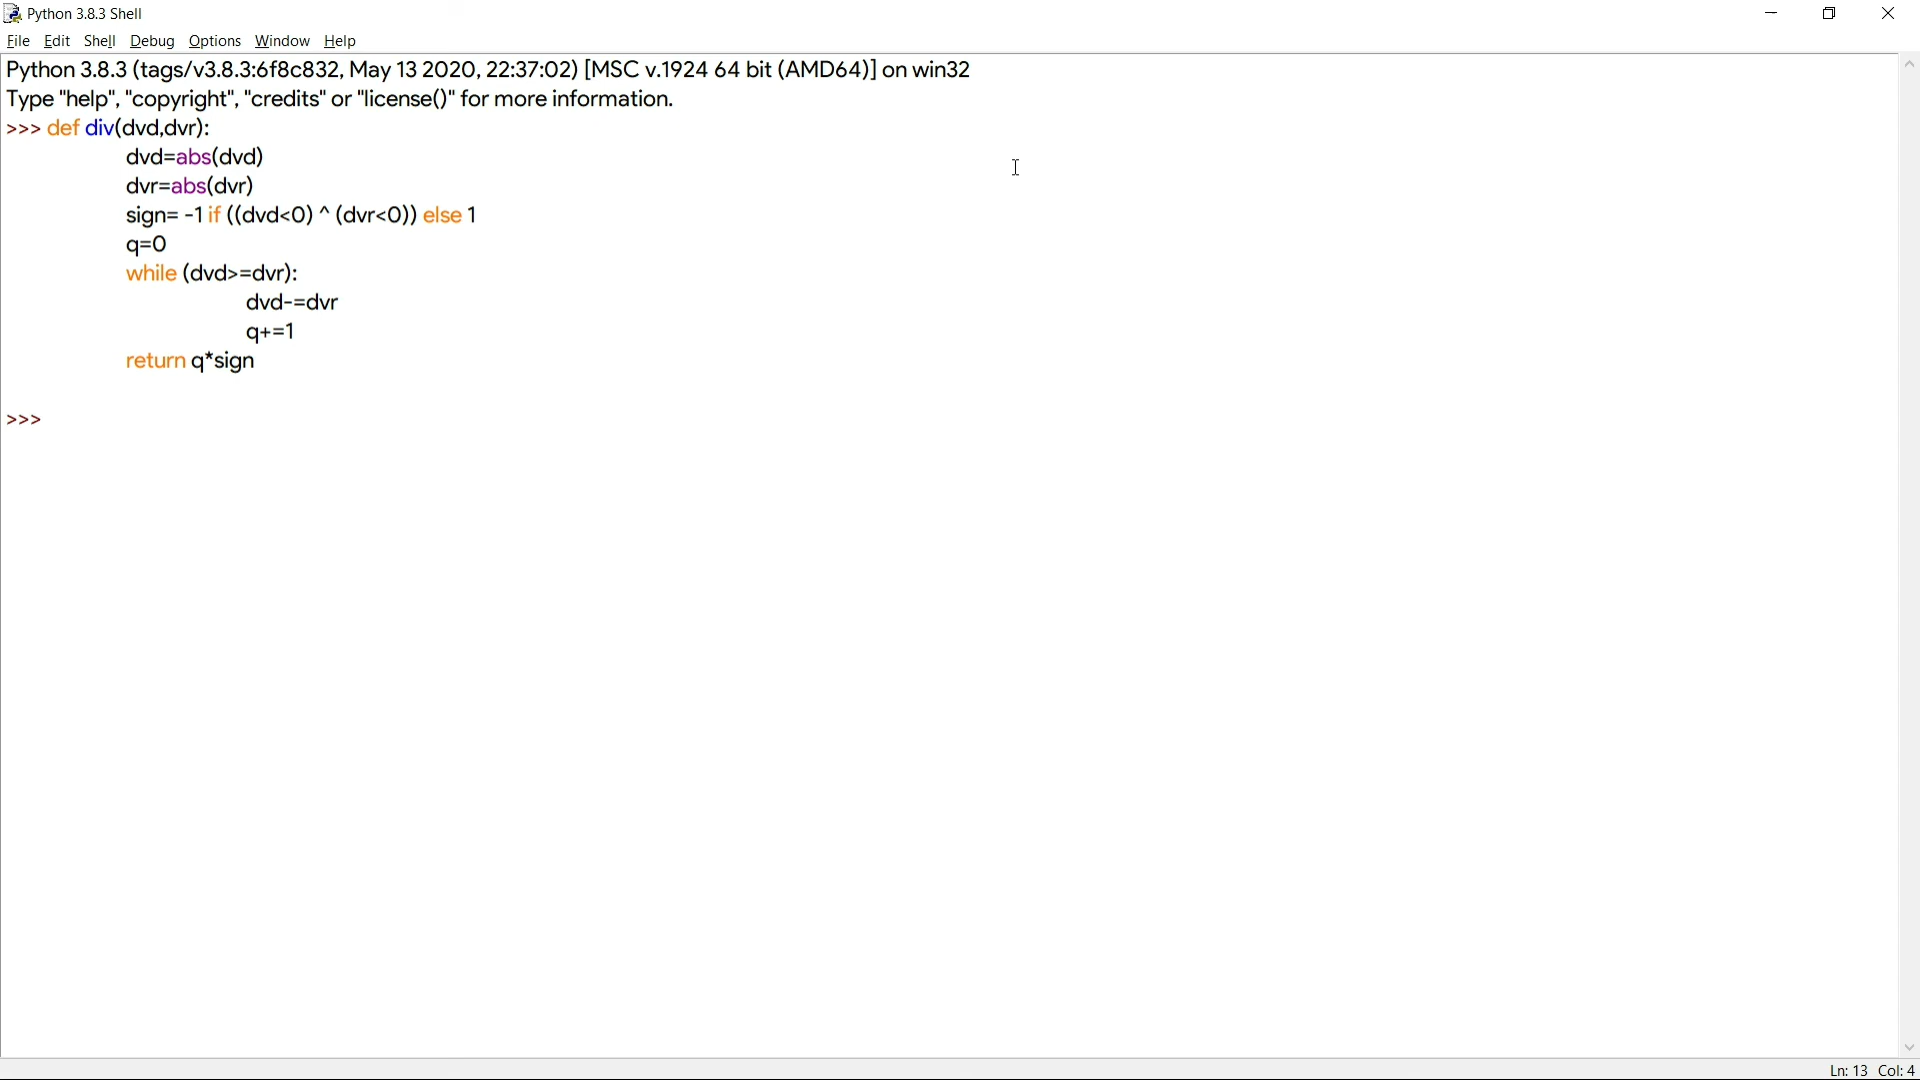 Python 3.8.3 Shell
File Edit Shell Debug Options Window Help
Python 3.8.3 (tags/v3.8.3:6f8c832, May 13 2020, 22:37:02) [MSC v.1924 64 bit (AMD64)] on win32
Type "help", "copyright", "credits" or "license()" for more information.
>>> def div(dvd,dvr):
dvd=abs(dvd)
dvr=abs(dvr)
sign= -1 if ((dvd<0) ^ (dvr<0)) else 1
q=0
while (dvd>=dvr):
dvd-=dvr
q+=1
return q*sign
>>>
Ln: 13 Col: 4